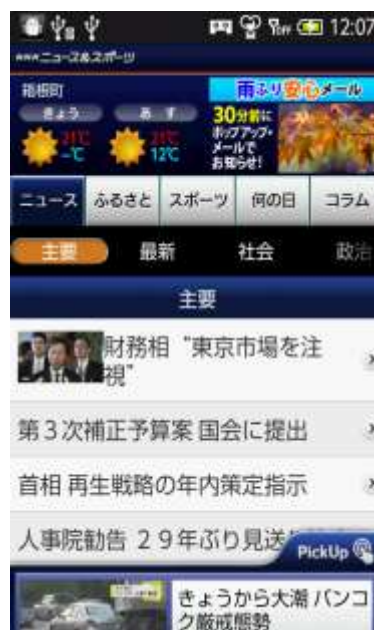 12:07
ニュース&スポーツ
箱根町
きょう
あす
21℃
-℃
12℃
雨ふり安心メール
30分前に
ポップアップ・
メールで
お知らせ!
ニュース ふるさと スポーツ 何の日 コラム
主要 最新 社会 政治
主要
財務相“東京市場を注
視”
第3次補正予算案 国会に提出
首相 再生戦略の年内策定指示
人事院勧告 29年ぶり見送
PickUp
きょうから大潮 バンコ
ク厳戒態勢